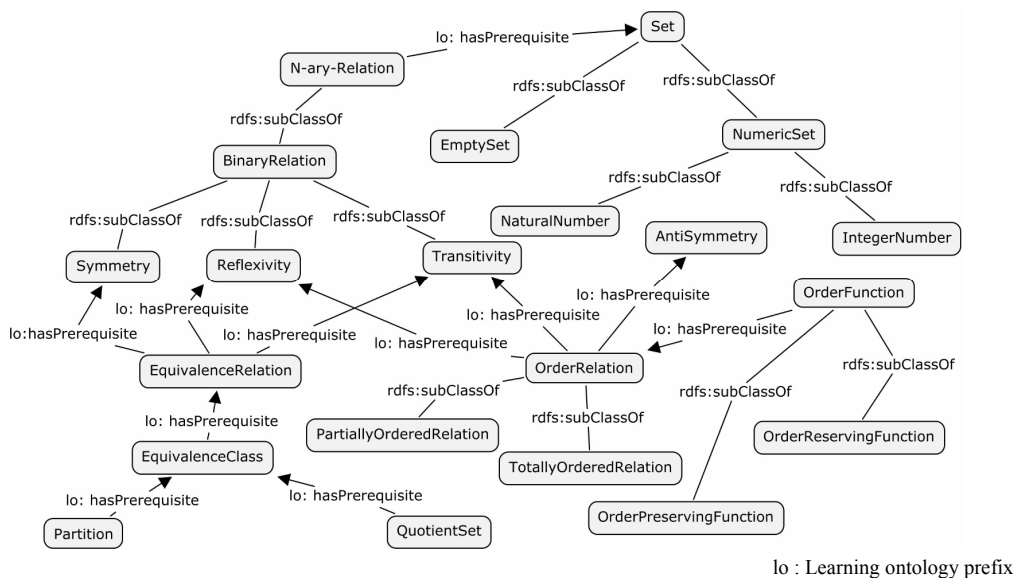 Set
lo: hasPrerequisite
N-ary-Relation
rdfs:subClassOf
rdfs:subClassOf
rdfs:subClassOf
NumericSet
EmptySet
BinaryRelation
rdfs:subClassOf
rdfs:subClassOf
rdfs:subClassOf
rdfs:subClassOf
rdfs:subClassOf
NaturalNumber
AntiSymmetry
IntegerNumber
Symmetry
Reflexivity
Transitivity
OrderFunction
lo: hasPrerequisite
lo: hasPrerequisite
lo: hasPrerequisite
lo: hasPrerequisite
lo:hasPrerequisite
lo: hasPrerequisite
lo: hasPrerequisite
EquivalenceRelation
OrderRelation
rdfs:subClassOf
rdfs:subClassOf
rdfs:subClassOf
rdfs:subClassOf
lo: hasPrerequisite
PartiallyOrderedRelation
OrderReservingFunction
EquivalenceClass
TotallyOrderedRelation
lo: hasPrerequisite
lo: hasPrerequisite
OrderPreservingFunction
Partition
QuotientSet
lo : Learning ontology prefix